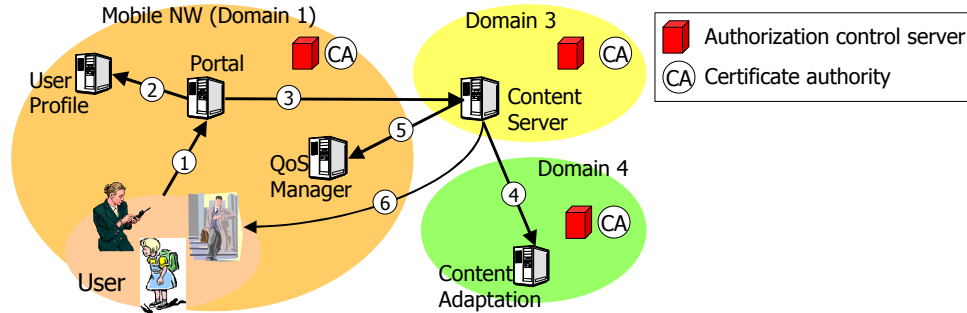 Mobile NW (Domain 1)
Domain 3
Authorization control server
CA
CA
CA Certificate authority
User
Profile
Portal
2
3
Content
Server
5
1
QoS
Manager
Domain 4
6
4
CA
User
Content
Adaptation